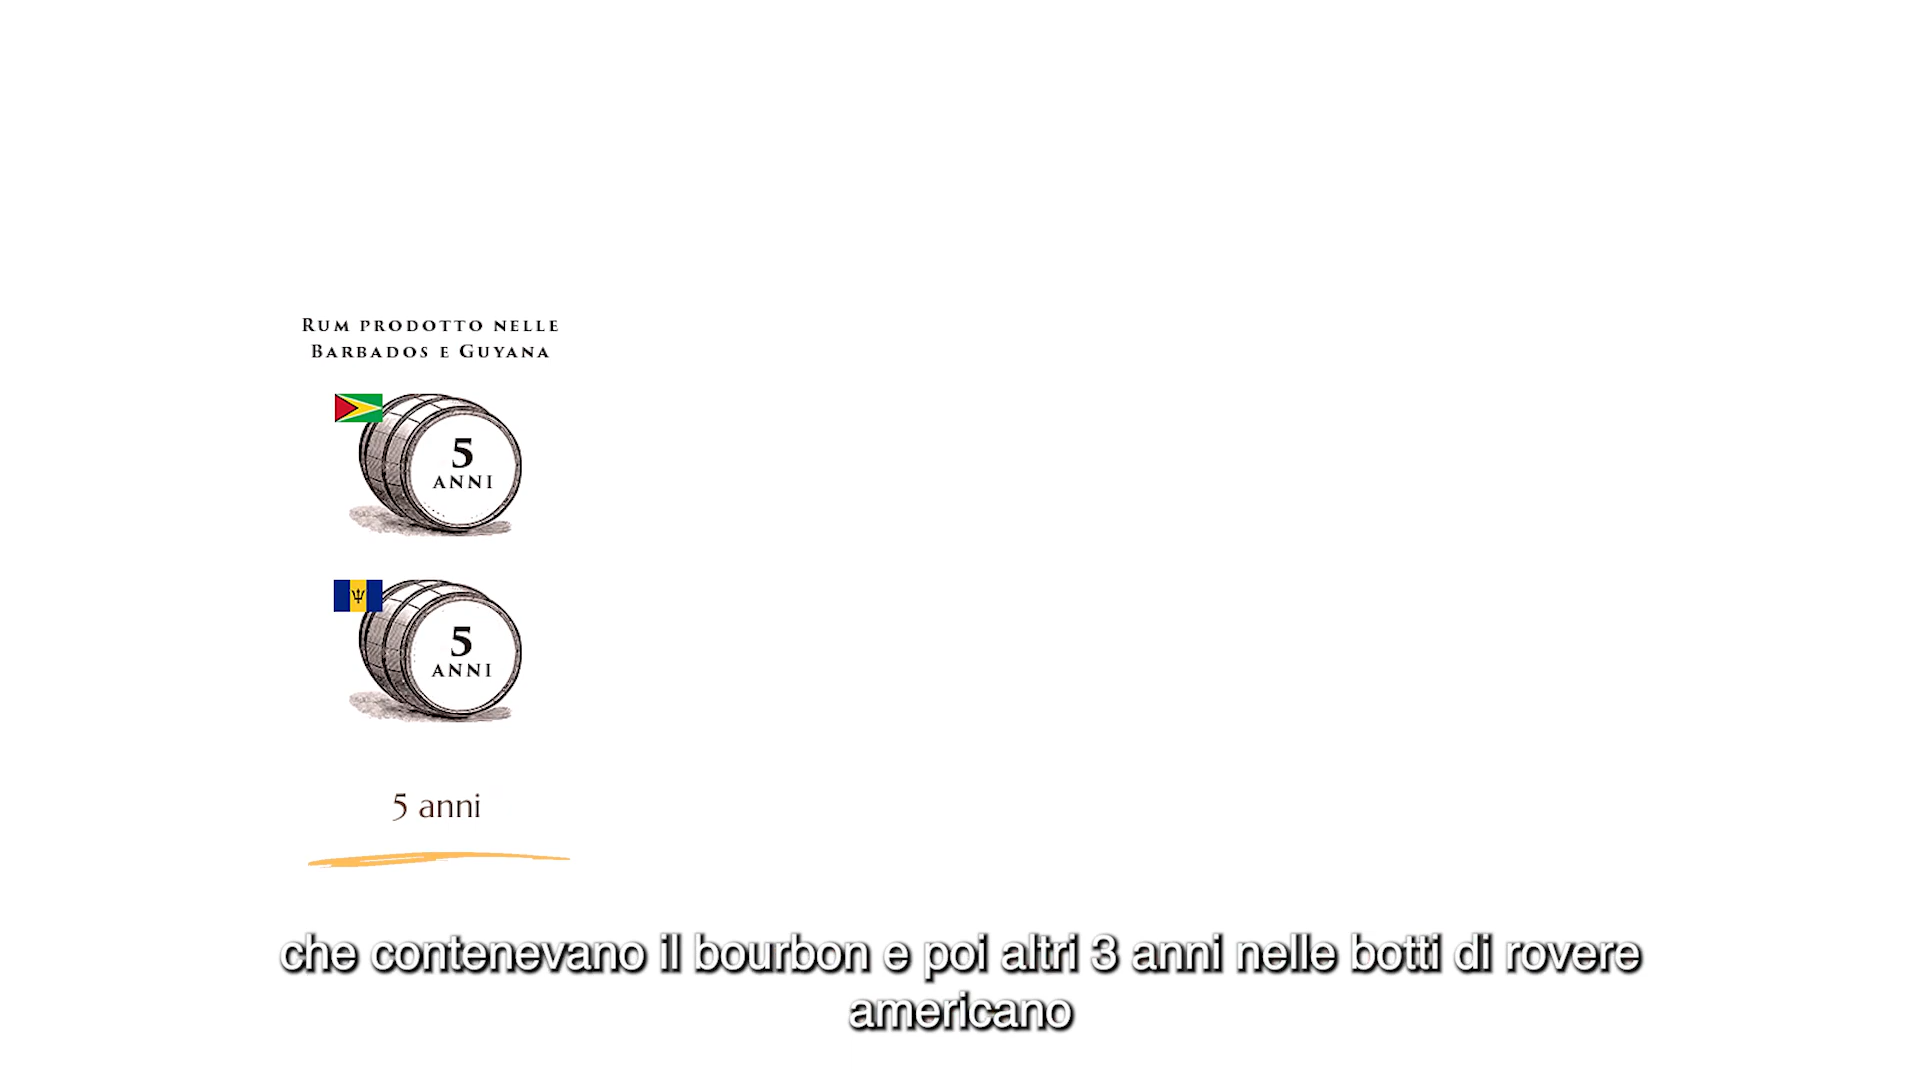 Rum prodotto nelle
Barbados e Guyana
5
anni
5
anni
5 anni
che contenevano il bourbon e poi altri 3 anni nelle botti di rovere
americano